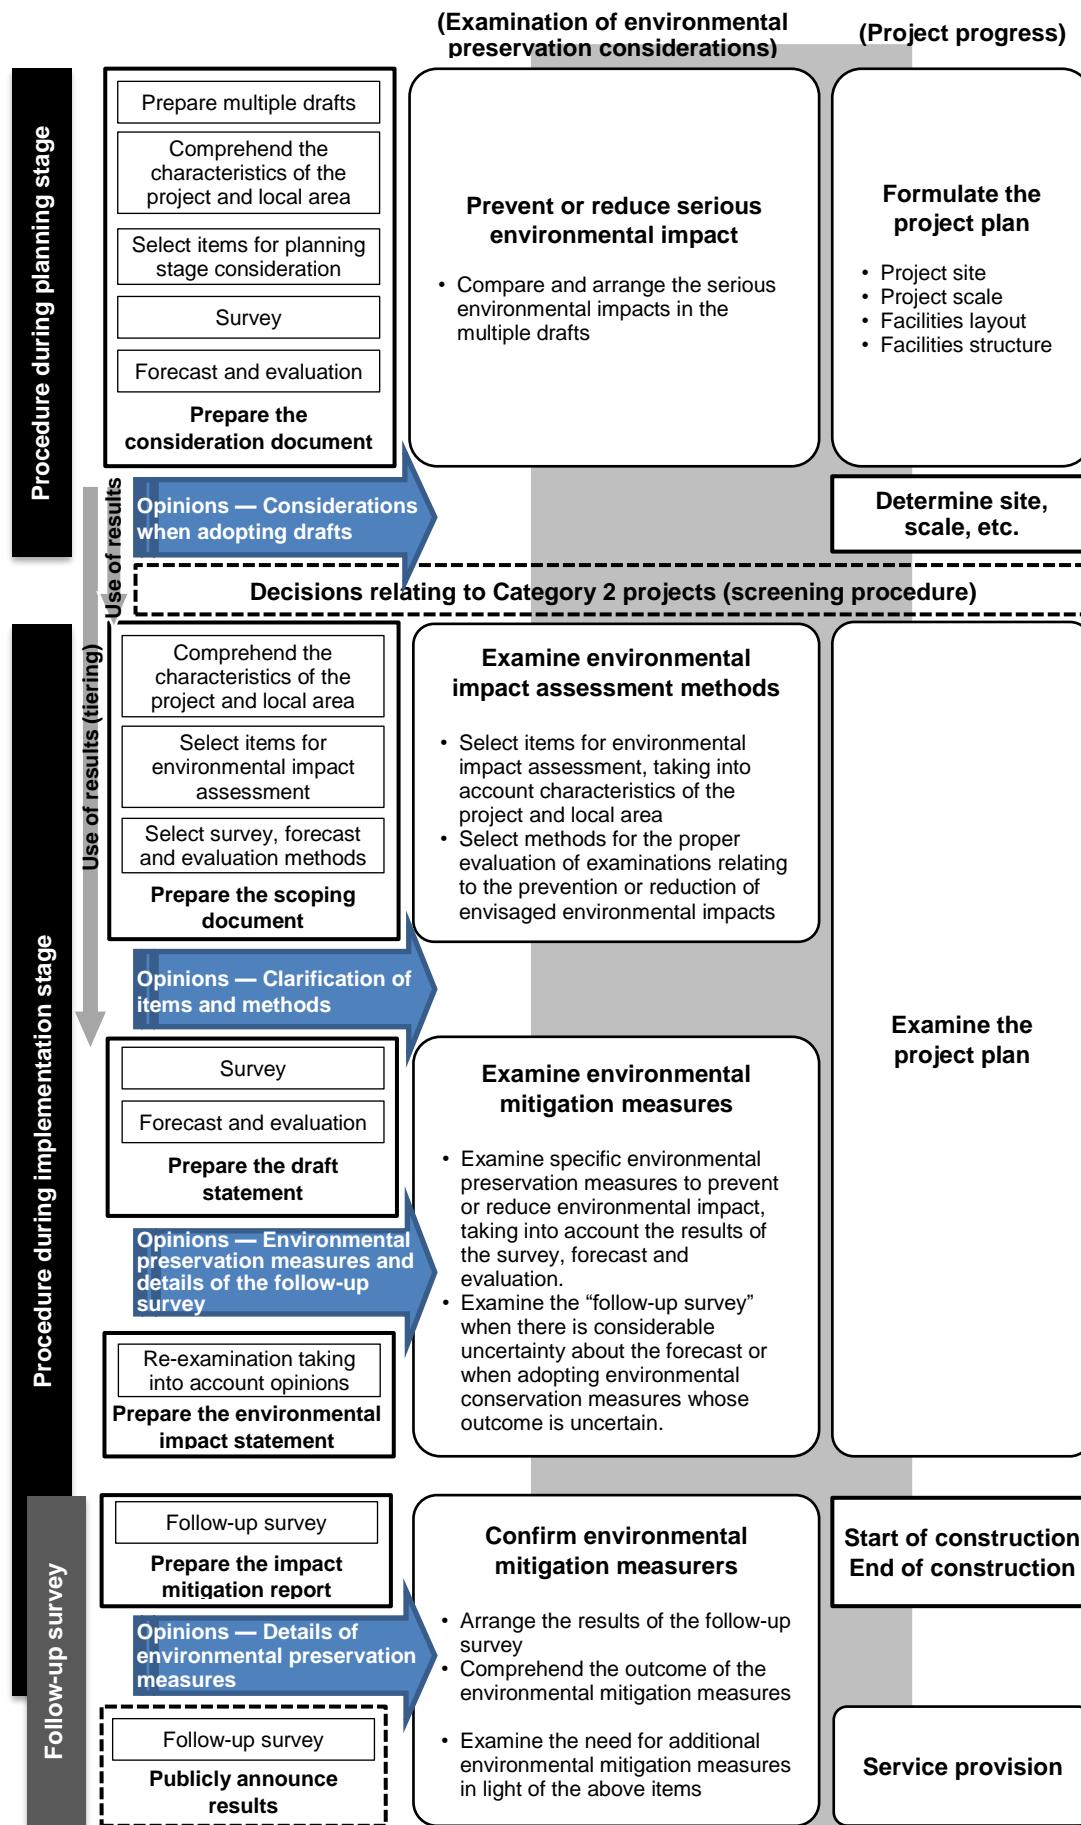 (Examination of environmental
preservation considerations)
(Project progress)
Procedure during planning stage
Prepare multiple drafts
Comprehend the
characteristics of the
project and local area
Select items for planning
stage consideration
Survey
Forecast and evaluation
Prepare the
consideration document
Prevent or reduce serious
environmental impact
• Compare and arrange the serious
environmental impacts in the
multiple drafts
Formulate the
project plan
• Project site
• Project scale
• Facilities layout
• Facilities structure
Use of results
Opinions — Considerations
when adopting drafts
Determine site,
scale, etc.
Decisions relating to Category 2 projects (screening procedure)
Use of results (tiering)
Procedure during implementation stage
Comprehend the
characteristics of the
project and local area
Select items for
environmental impact
assessment
Select survey, forecast
and evaluation methods
Prepare the scoping
document
Examine environmental
impact assessment methods
• Select items for environmental
impact assessment, taking into
account characteristics of the
project and local area
• Select methods for the proper
evaluation of examinations relating
to the prevention or reduction of
envisaged environmental impacts
Opinions — Clarification of
items and methods
Examine the
project plan
Survey
Forecast and evaluation
Prepare the draft
statement
Examine environmental
mitigation measures
• Examine specific environmental
preservation measures to prevent
or reduce environmental impact,
taking into account the results of
the survey, forecast and
evaluation.
• Examine the “follow-up survey”
when there is considerable
uncertainty about the forecast or
when adopting environmental
conservation measures whose
outcome is uncertain.
Opinions — Environmental
preservation measures and
details of the follow-up
survey
Re-examination taking
into account opinions
Prepare the environmental
impact statement
Follow-up survey
Follow-up survey
Prepare the impact
mitigation report
Confirm environmental
mitigation measurers
• Arrange the results of the follow-up
survey
• Comprehend the outcome of the
environmental mitigation measures
• Examine the need for additional
environmental mitigation measures
in light of the above items
Start of construction
End of construction
Opinions — Details of
environmental preservation
measures
Follow-up survey
Publicly announce
results
Service provision